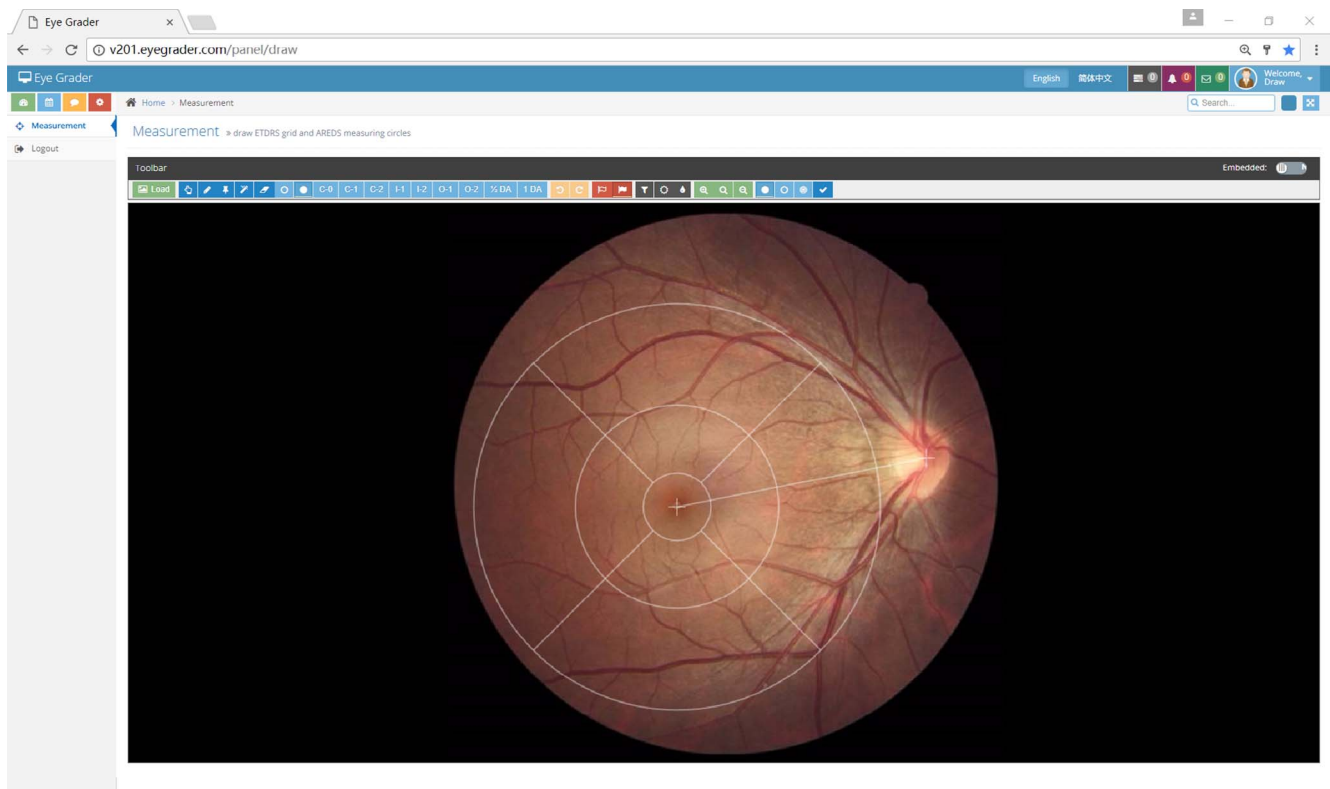 Eye Grader
v201.eyegrader.com/panel/draw
Eye Grader
English 简体中文 0 0 0 Welcome, Draw
Home > Measurement
Search...
Measurement
Logout
Measurement » draw ETDRS grid and AREDS measuring circles
Toolbar
Embedded:
Load C-0 C-1 C-2 I-1 I-2 O-1 O-2 ½ DA 1 DA